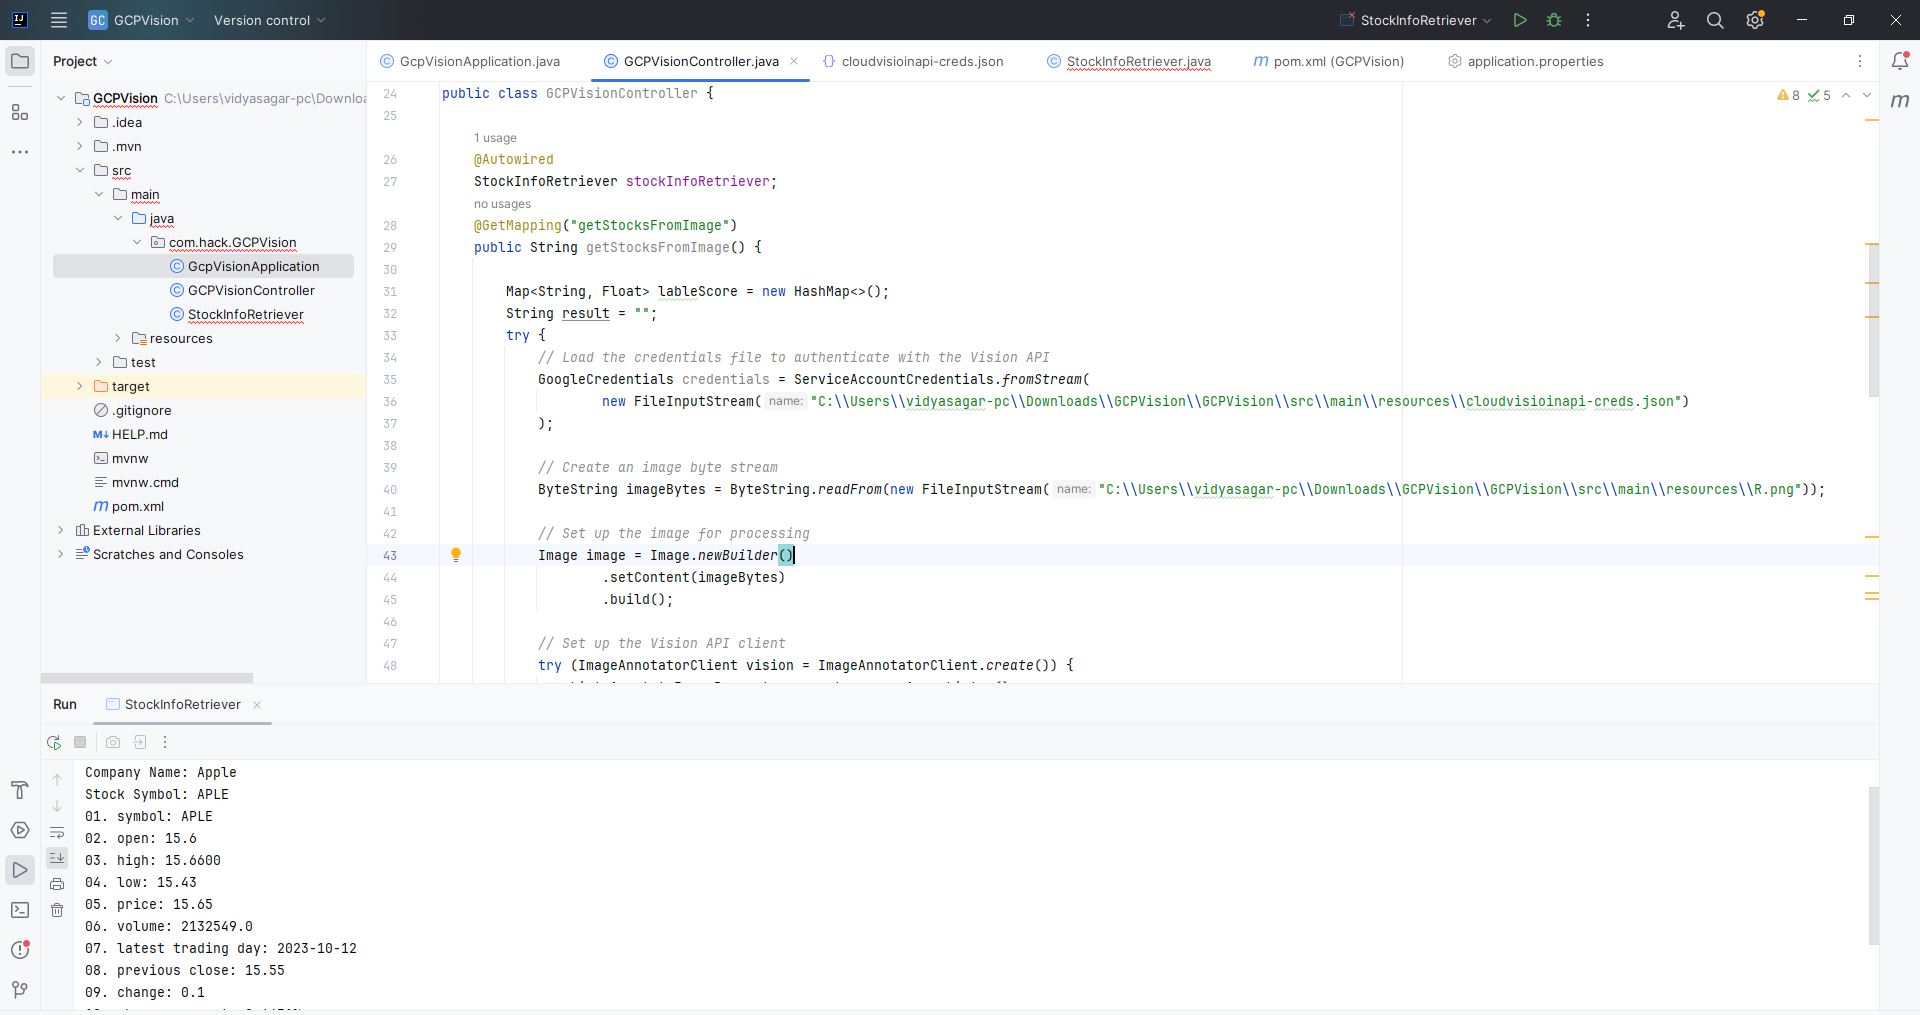 GC GCPVision Version control StockInfoRetriever
Project
GCPVision C:\Users\vidyasagar-pc\Downloa
.idea
.mvn
src
main
java
com.hack.GCPVision
GcpVisionApplication
GCPVisionController
StockInfoRetriever
resources
test
target
.gitignore
HELP.md
mvnw
mvnw.cmd
pom.xml
External Libraries
Scratches and Consoles
GcpVisionApplication.java GCPVisionController.java cloudvisioinapi-creds.json StockInfoRetriever.java pom.xml (GCPVision) application.properties
8 5
24 public class GCPVisionController {
25
1 usage
26 @Autowired
27 StockInfoRetriever stockInfoRetriever;
no usages
28 @GetMapping("getStocksFromImage")
29 public String getStocksFromImage() {
30
31 Map<String, Float> lableScore = new HashMap<>();
32 String result = "";
33 try {
34 // Load the credentials file to authenticate with the Vision API
35 GoogleCredentials credentials = ServiceAccountCredentials.fromStream(
36 new FileInputStream( name: "C:\\Users\\vidyasagar-pc\\Downloads\\GCPVision\\GCPVision\\src\\main\\resources\\cloudvisioinapi-creds.json")
37 );
38
39 // Create an image byte stream
40 ByteString imageBytes = ByteString.readFrom(new FileInputStream( name: "C:\\Users\\vidyasagar-pc\\Downloads\\GCPVision\\GCPVision\\src\\main\\resources\\R.png"));
41
42 // Set up the image for processing
43 Image image = Image.newBuilder()
44 .setContent(imageBytes)
45 .build();
46
47 // Set up the Vision API client
48 try (ImageAnnotatorClient vision = ImageAnnotatorClient.create()) {
Run StockInfoRetriever
Company Name: Apple
Stock Symbol: APLE
01. symbol: APLE
02. open: 15.6
03. high: 15.6600
04. low: 15.43
05. price: 15.65
06. volume: 2132549.0
07. latest trading day: 2023-10-12
08. previous close: 15.55
09. change: 0.1